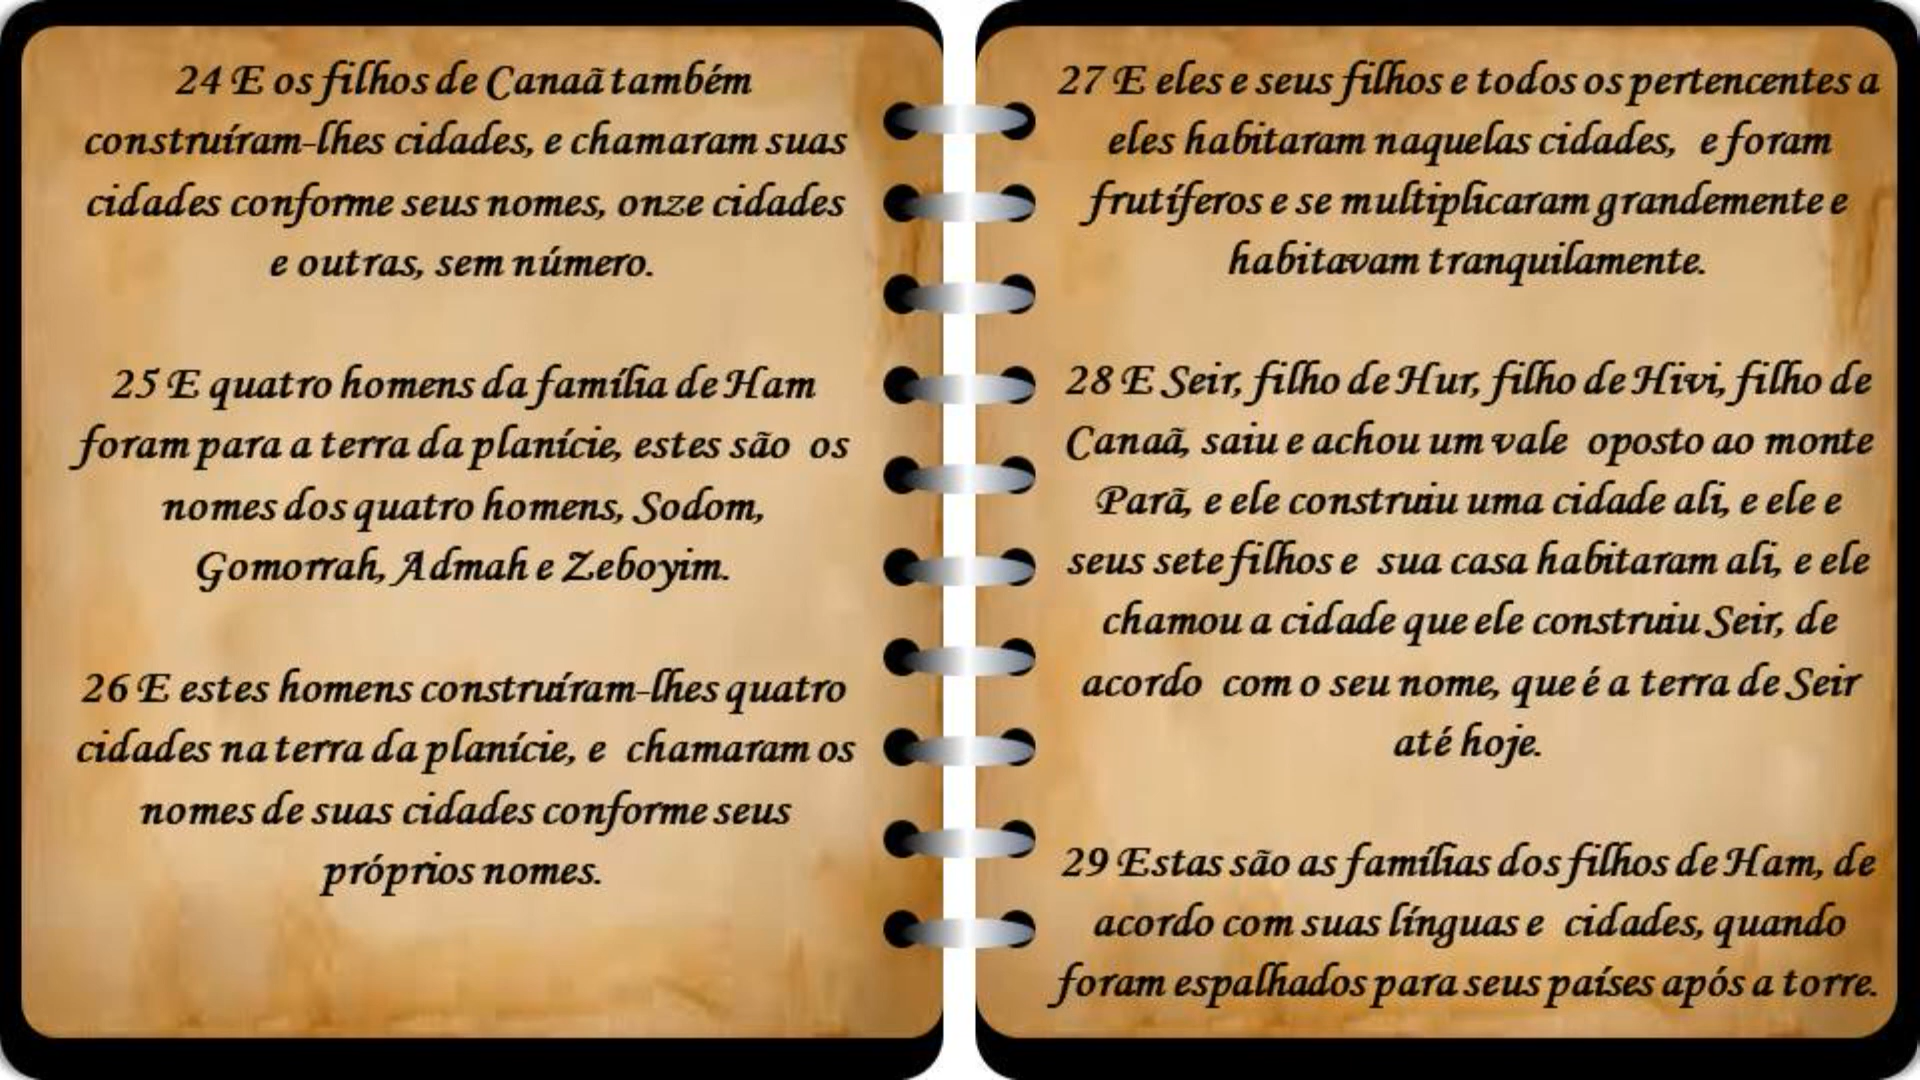 24 E os filhos de Canaã também
construíram-lhes cidades, e chamaram suas
cidades conforme seus nomes, onze cidades
e outras, sem número.
25 E quatro homens da família de Ham
foram para a terra da planície, estes são os
nomes dos quatro homens, Sodom,
Gomorrah, Admah e Zeboyim.
26 E estes homens construíram-lhes quatro
cidades na terra da planície, e chamaram os
nomes de suas cidades conforme seus
próprios nomes.
27 E eles e seus filhos e todos os pertencentes a
eles habitaram naquelas cidades, e foram
frutíferos e se multiplicaram grandemente e
habitavam tranquilamente.
28 E Seir, filho de Hur, filho de Hivi, filho de
Canaã, saiu e achou um vale oposto ao monte
Parã, e ele construiu uma cidade ali, e ele e
seus sete filhos e sua casa habitaram ali, e ele
chamou a cidade que ele construiu Seir, de
acordo com o seu nome, que é a terra de Seir
até hoje.
29 Estas são as famílias dos filhos de Ham, de
acordo com suas línguas e cidades, quando
foram espalhados para seus países após a torre.